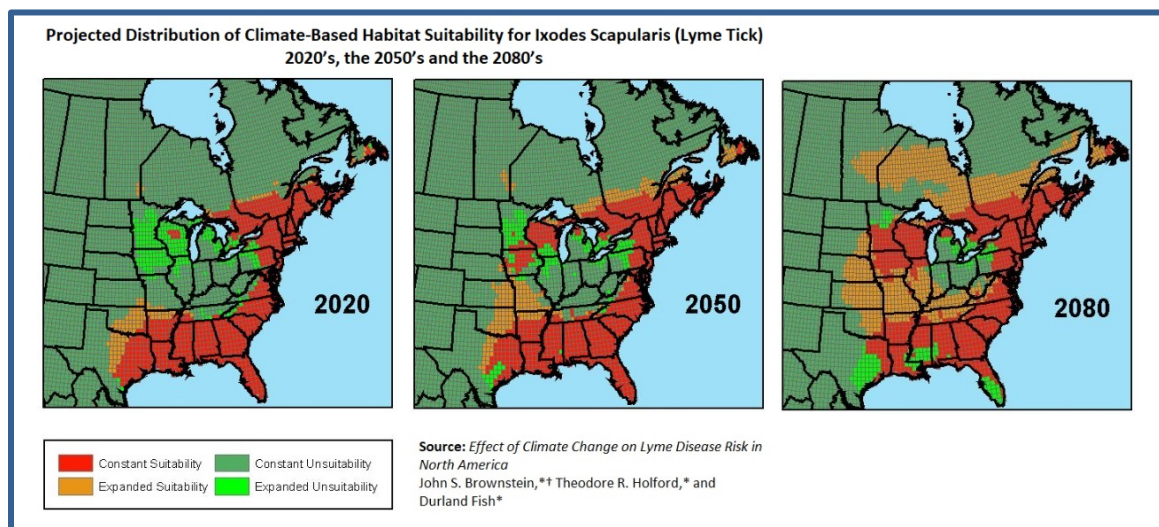 Projected Distribution of Climate-Based Habitat Suitability for Ixodes Scapularis (Lyme Tick)
2020's, the 2050's and the 2080's
2020
2050
2080
Constant Suitability
Constant Unsuitability
Expanded Suitability
Expanded Unsuitability
Source: Effect of Climate Change on Lyme Disease Risk in
North America
John S. Brownstein,*† Theodore R. Holford,* and
Durland Fish*